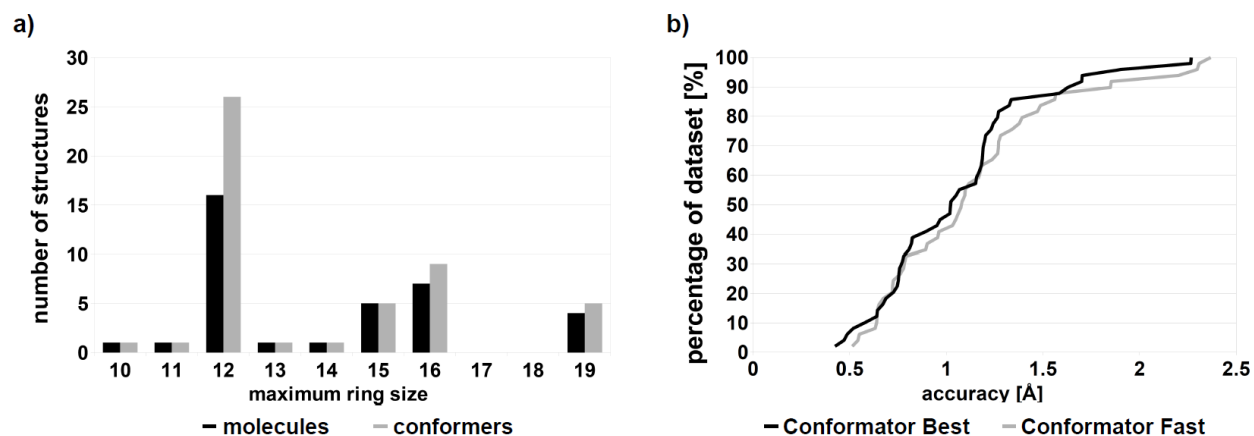 a)
number of structures
30
25
20
15
10
5
0
10 11 12 13 14 15 16 17 18 19
maximum ring size
molecules conformers
b)
percentage of dataset [%]
100
90
80
70
60
50
40
30
20
10
0
0 0.5 1 1.5 2 2.5
accuracy [Å]
Conformator Best Conformator Fast